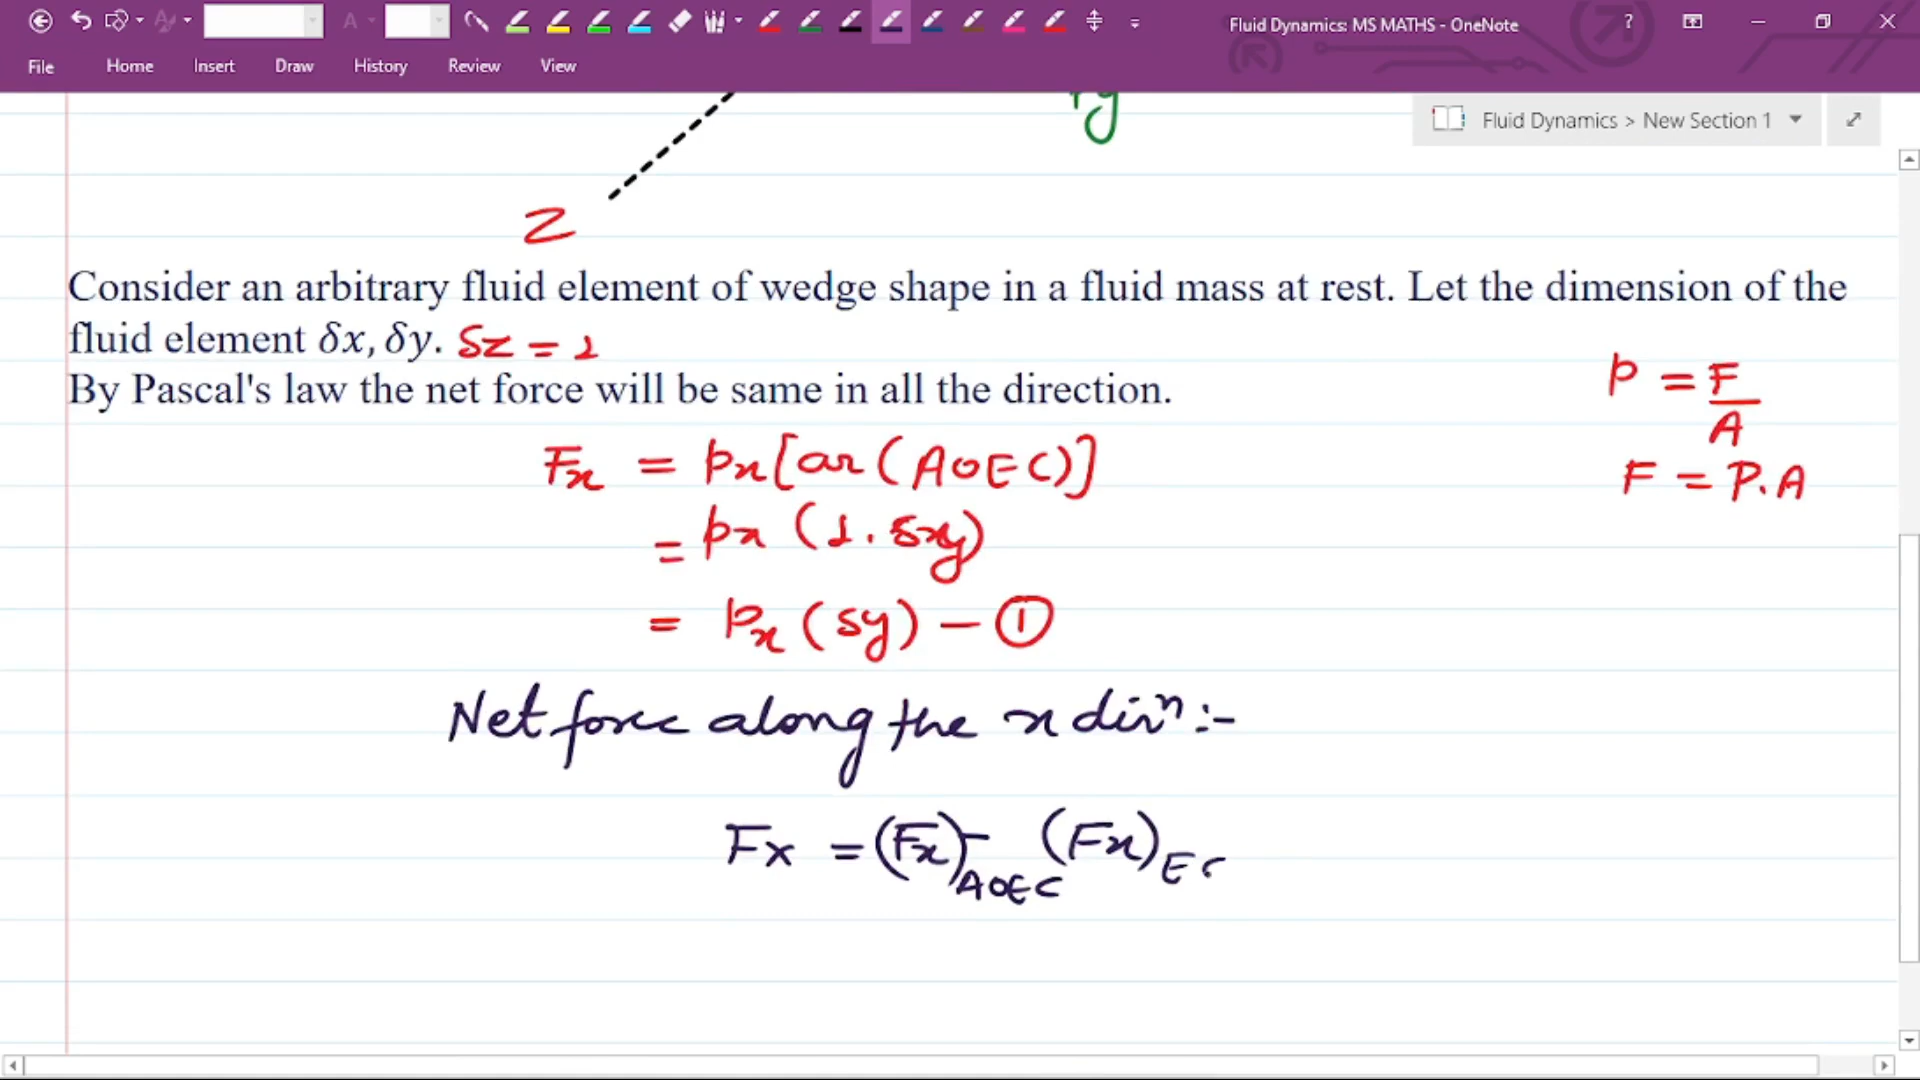 Fluid Dynamics: MS MATHS - OneNote
File Home Insert Draw History Review View
Fluid Dynamics > New Section 1
y
Z
Consider an arbitrary fluid element of wedge shape in a fluid mass at rest. Let the dimension of the
fluid element δx, δy. δz = 1
By Pascal's law the net force will be same in all the direction.
P = F/A
F = P.A
Fx = px [ar (AOEC)]
= px (1. δy)
= px (δy) — ①
Net force along the x dirⁿ :-
Fx = (Fx)AOEC - (Fx)EC